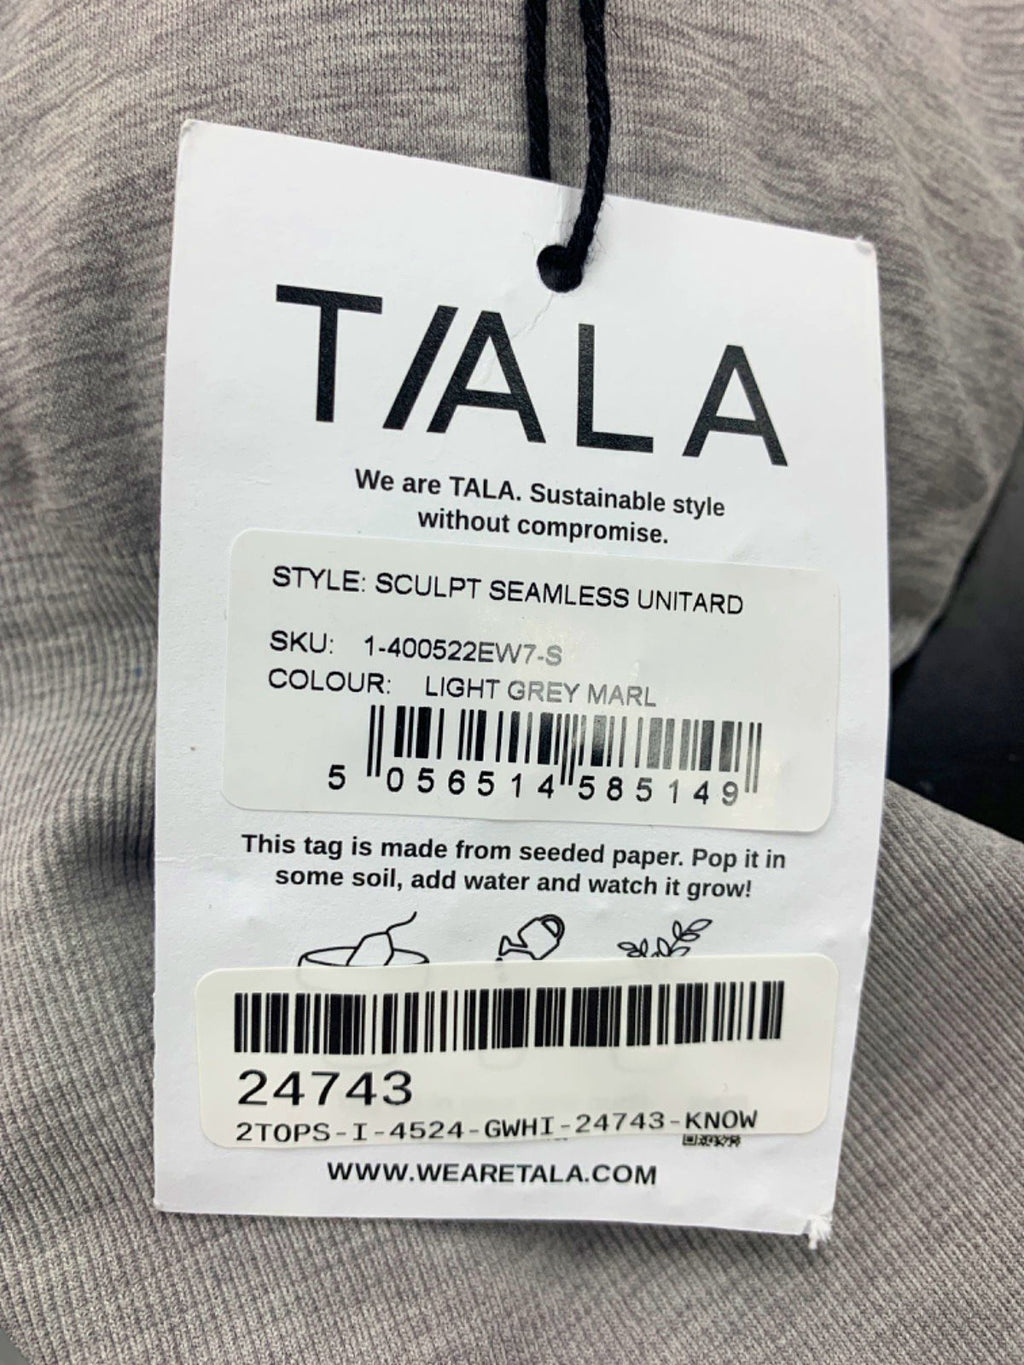 T/ALA
We are TALA. Sustainable style
without compromise.
STYLE: SCULPT SEAMLESS UNITARD
SKU: 1-400522EW7-S
COLOUR: LIGHT GREY MARL
5 056514 585149
This tag is made from seeded paper. Pop it in
some soil, add water and watch it grow!
24743
2TOPS-I-4524-GWHI-24743-KNOW
WWW.WEARETALA.COM